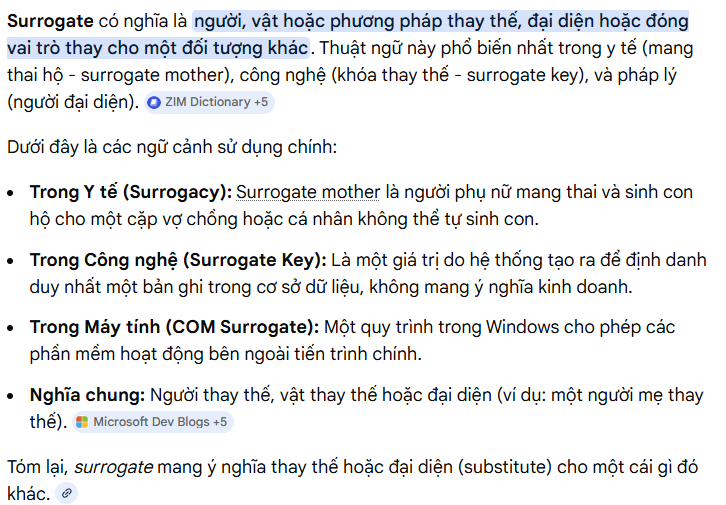 Surrogate có nghĩa là người, vật hoặc phương pháp thay thế, đại diện hoặc đóng
vai trò thay cho một đối tượng khác. Thuật ngữ này phổ biến nhất trong y tế (mang
thai hộ - surrogate mother), công nghệ (khóa thay thế - surrogate key), và pháp lý
(người đại diện). ZIM Dictionary +5
Dưới đây là các ngữ cảnh sử dụng chính:
• Trong Y tế (Surrogacy): Surrogate mother là người phụ nữ mang thai và sinh con
hộ cho một cặp vợ chồng hoặc cá nhân không thể tự sinh con.
• Trong Công nghệ (Surrogate Key): Là một giá trị do hệ thống tạo ra để định danh
duy nhất một bản ghi trong cơ sở dữ liệu, không mang ý nghĩa kinh doanh.
• Trong Máy tính (COM Surrogate): Một quy trình trong Windows cho phép các
phần mềm hoạt động bên ngoài tiến trình chính.
• Nghĩa chung: Người thay thế, vật thay thế hoặc đại diện (ví dụ: một người mẹ thay
thế). Microsoft Dev Blogs +5
Tóm lại, surrogate mang ý nghĩa thay thế hoặc đại diện (substitute) cho một cái gì đó
khác.